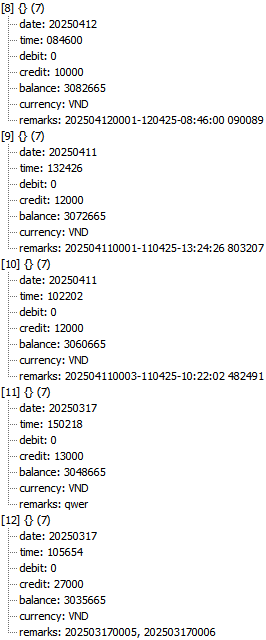 [8] {} (7)
date: 20250412
time: 084600
debit: 0
credit: 10000
balance: 3082665
currency: VND
remarks: 202504120001-120425-08:46:00 090089
[9] {} (7)
date: 20250411
time: 132426
debit: 0
credit: 12000
balance: 3072665
currency: VND
remarks: 202504110001-110425-13:24:26 803207
[10] {} (7)
date: 20250411
time: 102202
debit: 0
credit: 12000
balance: 3060665
currency: VND
remarks: 202504110003-110425-10:22:02 482491
[11] {} (7)
date: 20250317
time: 150218
debit: 0
credit: 13000
balance: 3048665
currency: VND
remarks: qwer
[12] {} (7)
date: 20250317
time: 105654
debit: 0
credit: 27000
balance: 3035665
currency: VND
remarks: 202503170005, 202503170006